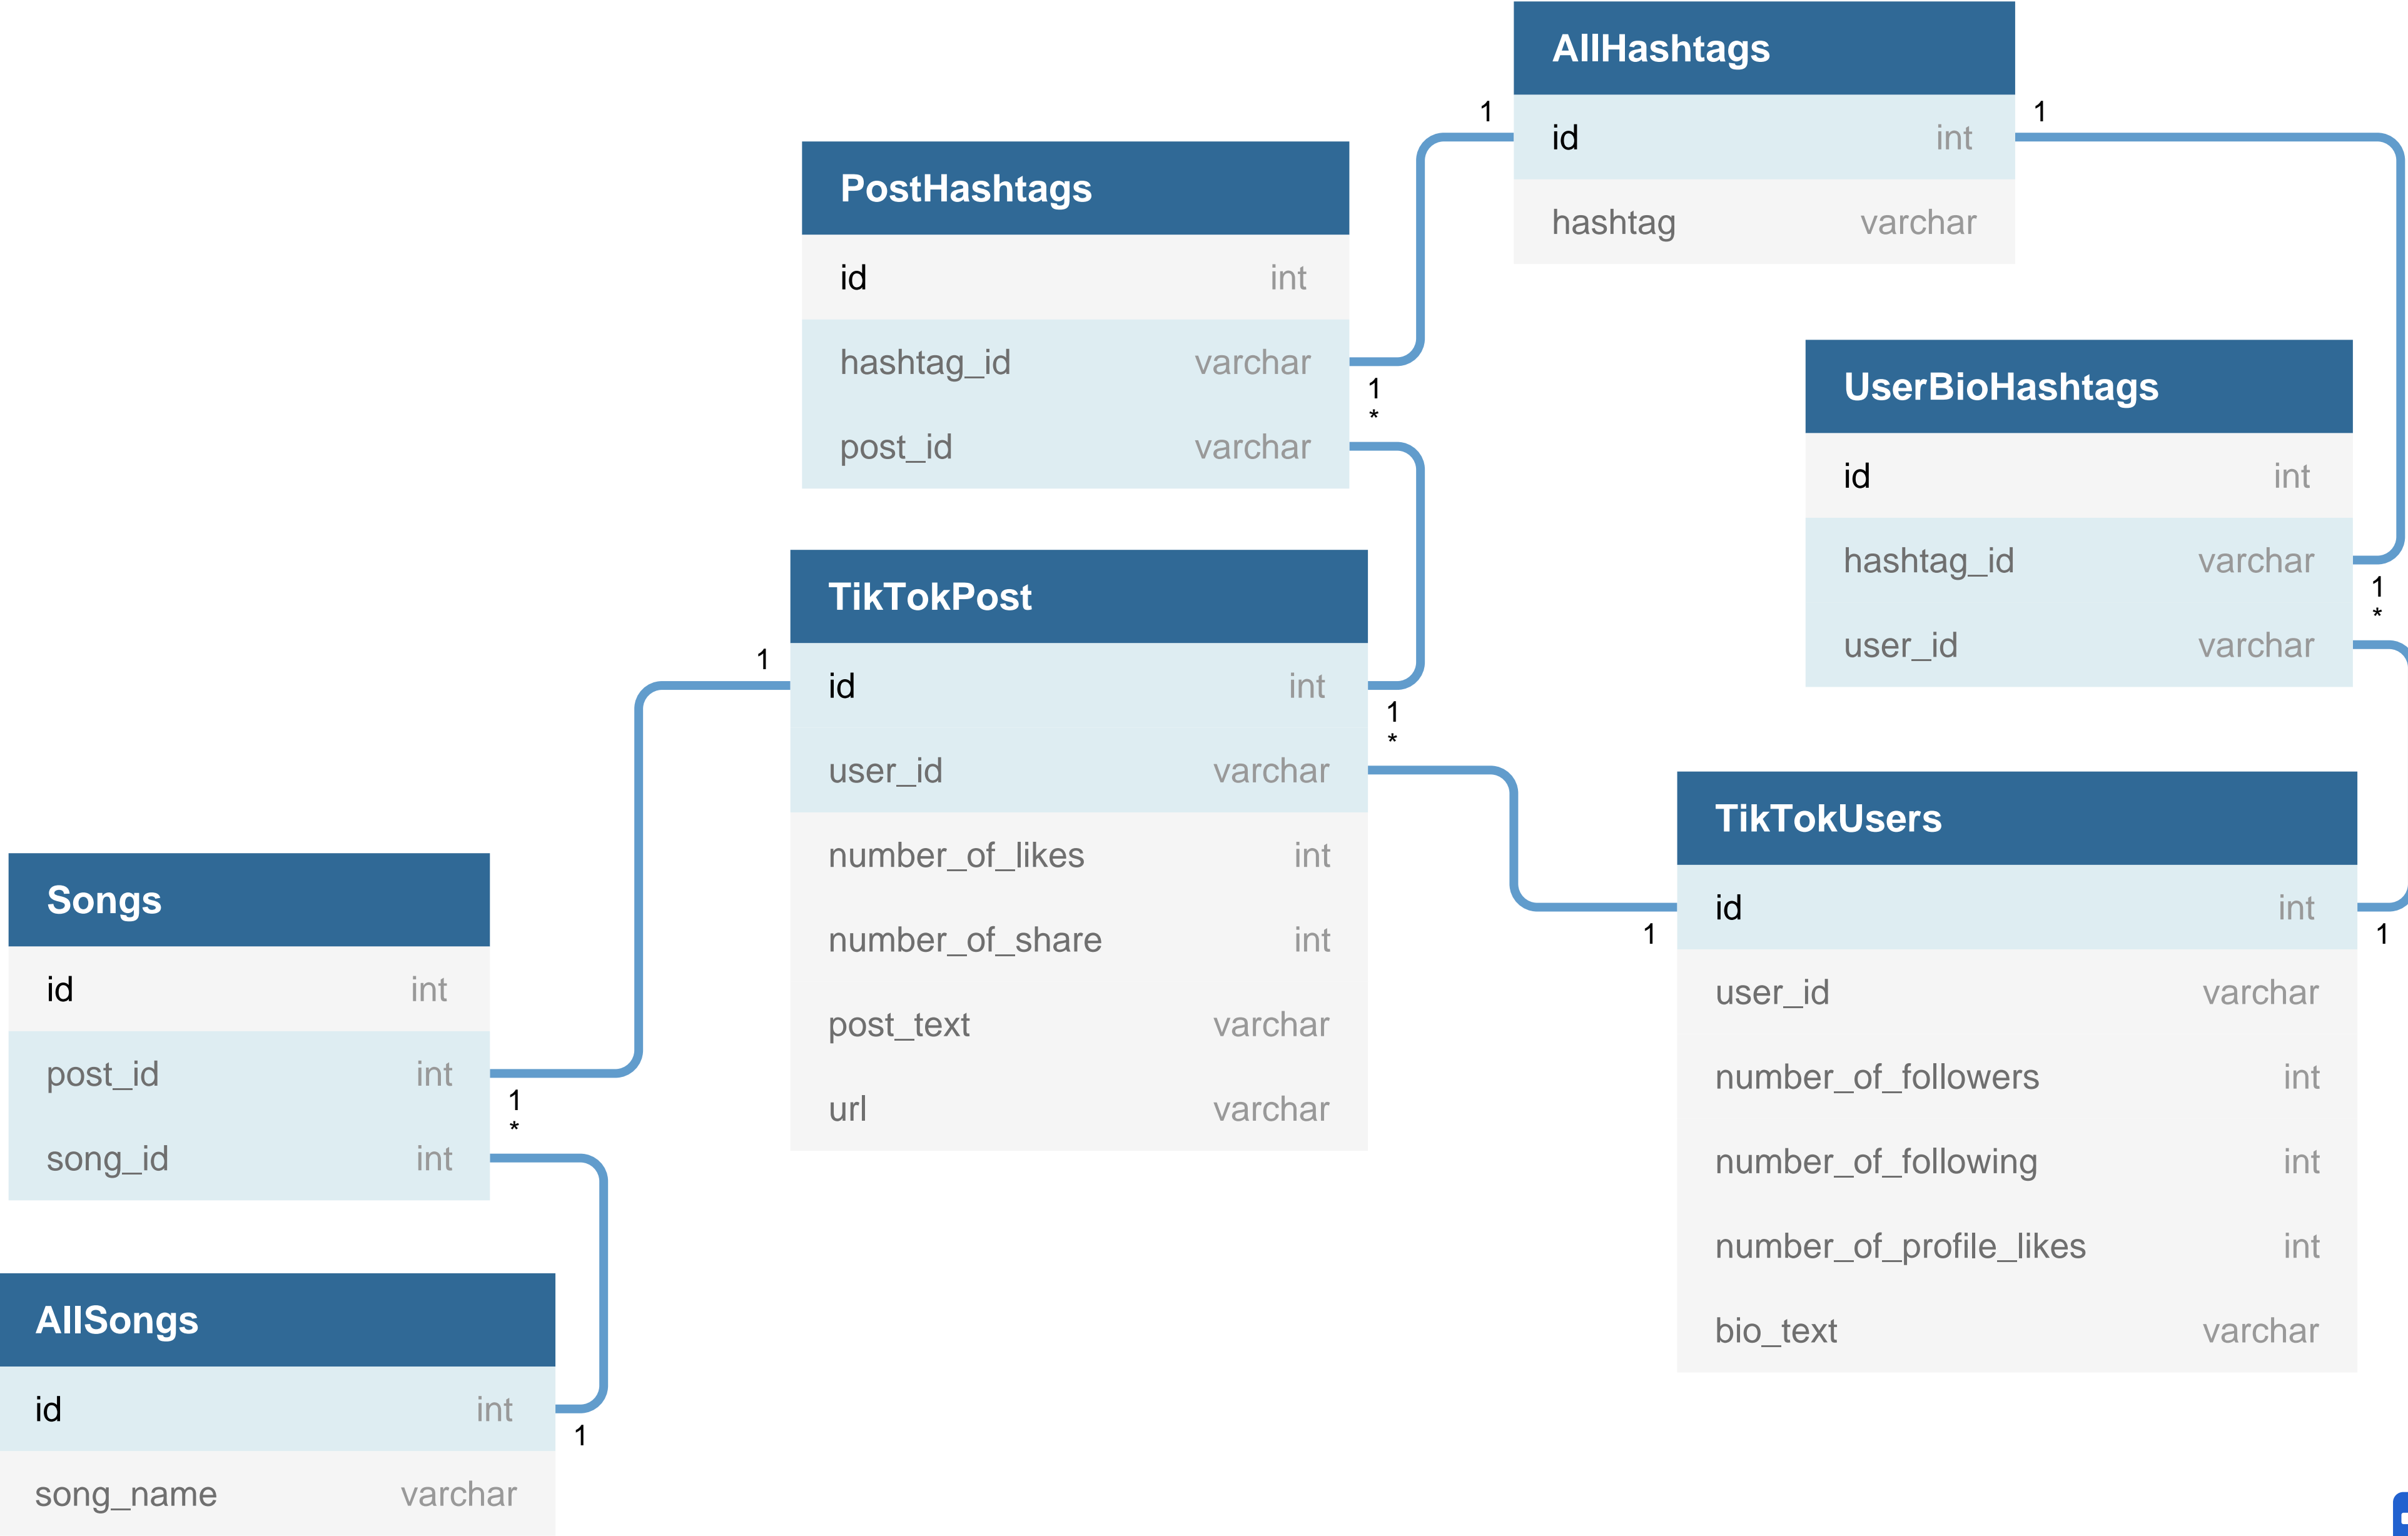 AllHashtags
1
1
id int
hashtag varchar
PostHashtags
id int
hashtag_id varchar
1
*
post_id varchar
UserBioHashtags
id int
hashtag_id varchar
1
*
user_id varchar
TikTokPost
1
id int
1
*
user_id varchar
number_of_likes int
number_of_share int
post_text varchar
url varchar
TikTokUsers
id int
1
1
user_id varchar
number_of_followers int
number_of_following int
number_of_profile_likes int
bio_text varchar
Songs
id int
post_id int
1
*
song_id int
AllSongs
id int
1
song_name varchar